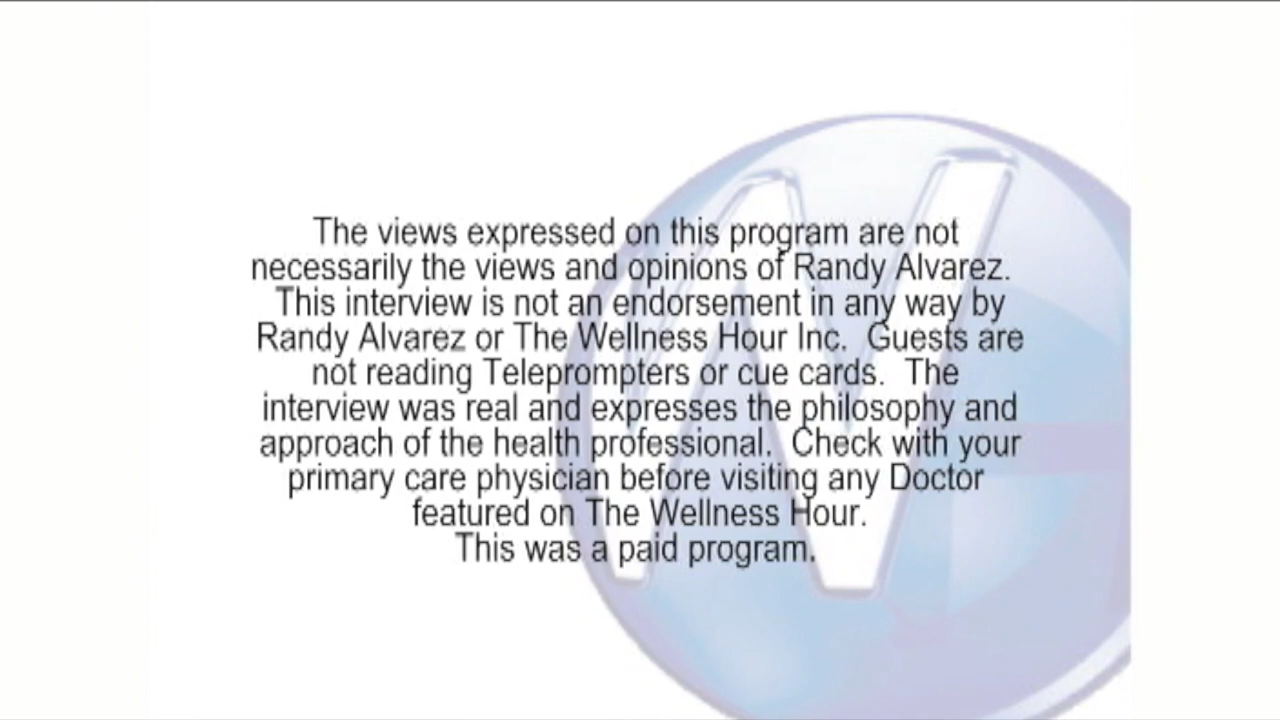 The views expressed on this program are not
necessarily the views and opinions of Randy Alvarez.
This interview is not an endorsement in any way by
Randy Alvarez or The Wellness Hour Inc.  Guests are
not reading Teleprompters or cue cards.  The
interview was real and expresses the philosophy and
approach of the health professional.  Check with your
primary care physician before visiting any Doctor
featured on The Wellness Hour.
This was a paid program.